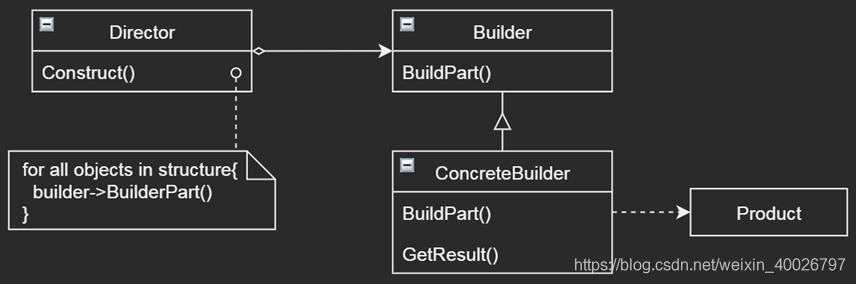 Director
Construct()
Builder
BuildPart()
for all objects in structure{
builder->BuilderPart()
}
ConcreteBuilder
BuildPart()
GetResult()
Product
https://blog.csdn.net/weixin_40026797